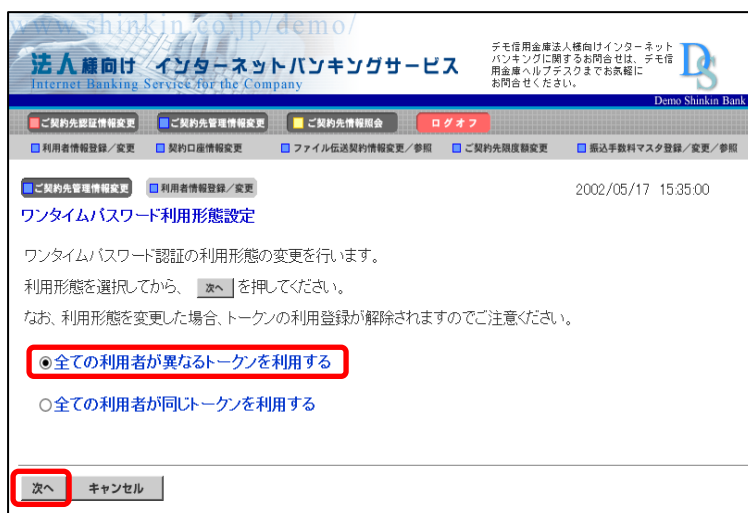 www.shinkin.co.jp/demo/
法人様向け インターネットバンキングサービス
Internet Banking Service for the Company
デモ信用金庫法人様向けインターネット
バンキングに関するお問合せは、デモ信
用金庫ヘルプデスクまでお気軽に
お問合せください。
DS
Demo Shinkin Bank
ご契約先認証情報変更 ご契約先管理情報変更 ご契約先情報照会 ログオフ
利用者情報登録／変更 契約口座情報変更 ファイル伝送契約情報変更／参照 ご契約先限度額変更 振込手数料マスタ登録／変更／参照
ご契約先管理情報変更 利用者情報登録／変更 2002/05/17 15:35:00
ワンタイムパスワード利用形態設定
ワンタイムパスワード認証の利用形態の変更を行います。
利用形態を選択してから、 次へ を押してください。
なお、利用形態を変更した場合、トークンの利用登録が解除されますのでご注意ください。
全ての利用者が異なるトークンを利用する
全ての利用者が同じトークンを利用する
次へ キャンセル